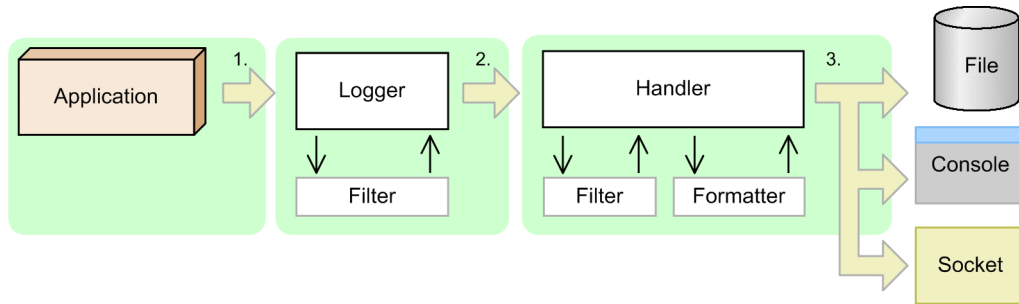 Application
1.
Logger
Filter
2.
Handler
Filter
Formatter
3.
File
Console
Socket